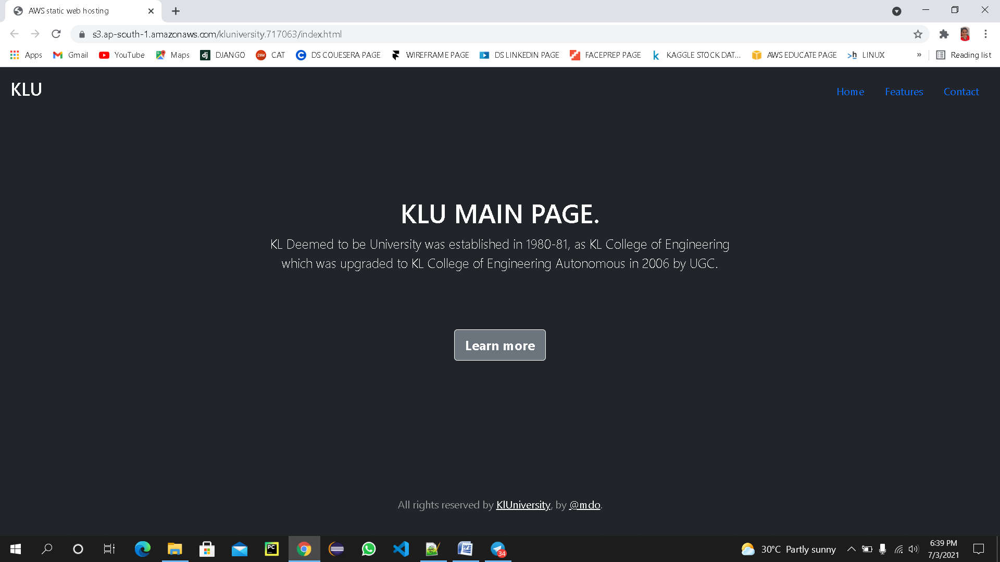 AWS static web hosting
s3.ap-south-1.amazonaws.com/kluniversity.717063/index.html
Apps Gmail YouTube Maps dj DJANGO CAT DS COUESERA PAGE WIREFRAME PAGE DS LINKEDIN PAGE FACEPREP PAGE k KAGGLE STOCK DAT... AWS EDUCATE PAGE >h LINUX » Reading list
KLU Home Features Contact
KLU MAIN PAGE.
KL Deemed to be University was established in 1980-81, as KL College of Engineering
which was upgraded to KL College of Engineering Autonomous in 2006 by UGC.
Learn more
All rights reserved by KlUniversity, by @mdo.
PC 34 30°C Partly sunny 6:39 PM
7/3/2021